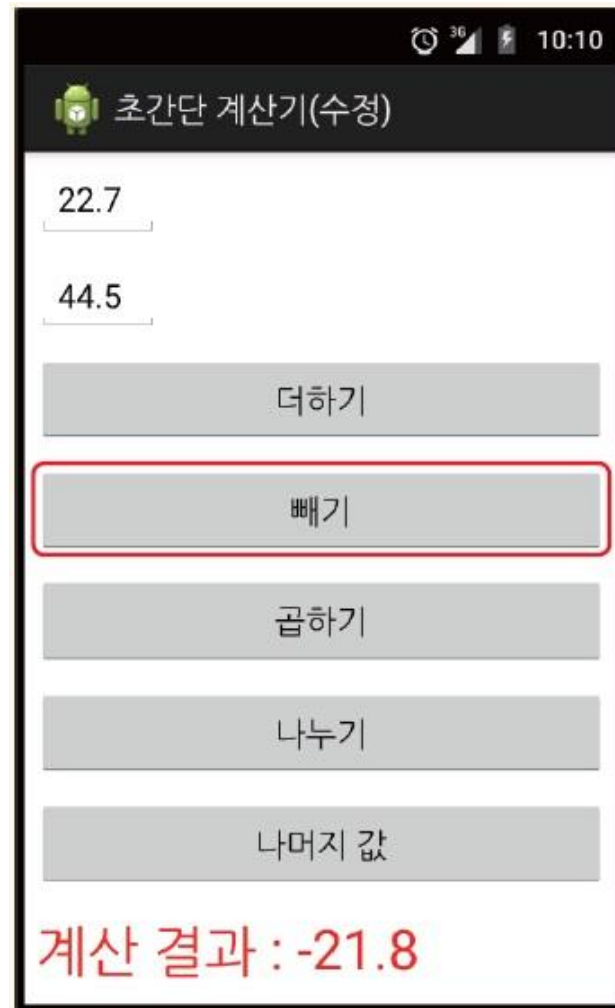 3G 10:10
초간단 계산기(수정)
22.7
44.5
더하기
빼기
곱하기
나누기
나머지 값
계산 결과 : -21.8